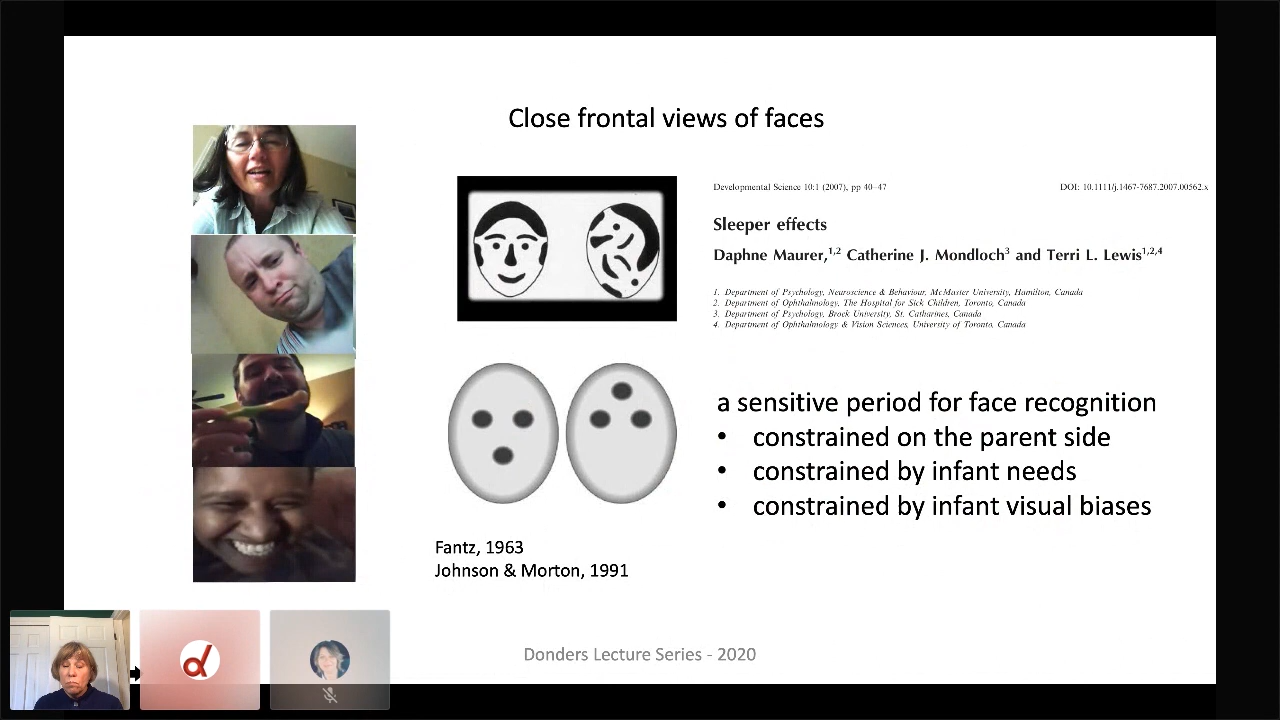 Close frontal views of faces
Developmental Science 10:1 (2007), pp 40–47
DOI: 10.1111/j.1467-7687.2007.00562.x
Sleeper effects
Daphne Maurer,1,2 Catherine J. Mondloch3 and Terri L. Lewis1,2,4
1. Department of Psychology, Neuroscience & Behaviour, McMaster University, Hamilton, Canada
2. Department of Ophthalmology, The Hospital for Sick Children, Toronto, Canada
3. Department of Psychology, Brock University, St. Catharines, Canada
4. Department of Ophthalmology & Vision Sciences, University of Toronto, Canada
a sensitive period for face recognition
• constrained on the parent side
• constrained by infant needs
• constrained by infant visual biases
Fantz, 1963
Johnson & Morton, 1991
Donders Lecture Series - 2020